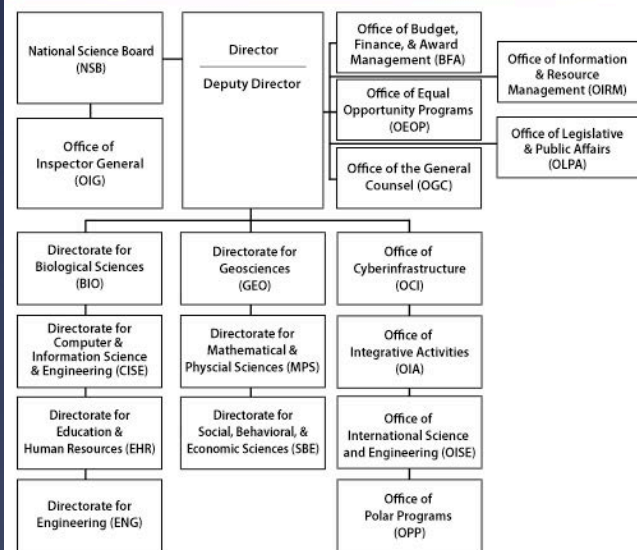 National Science Board
(NSB)
Director
Deputy Director
Office of Budget,
Finance, & Award
Management (BFA)
Office of Information
& Resource
Management (OIRM)
Office of Equal
Opportunity Programs
(OEOP)
Office of
Inspector General
(OIG)
Office of Legislative
& Public Affairs
(OLPA)
Office of the General
Counsel (OGC)
Directorate for
Biological Sciences
(BIO)
Directorate for
Geosciences
(GEO)
Office of
Cyberinfrastructure
(OCI)
Directorate for
Computer &
Information Science
& Engineering (CISE)
Directorate for
Mathematical &
Physcial Sciences (MPS)
Office of
Integrative Activities
(OIA)
Directorate for
Education &
Human Resources (EHR)
Directorate for
Social, Behavioral, &
Economic Sciences (SBE)
Office of
International Science
and Engineering (OISE)
Directorate for
Engineering (ENG)
Office of
Polar Programs
(OPP)